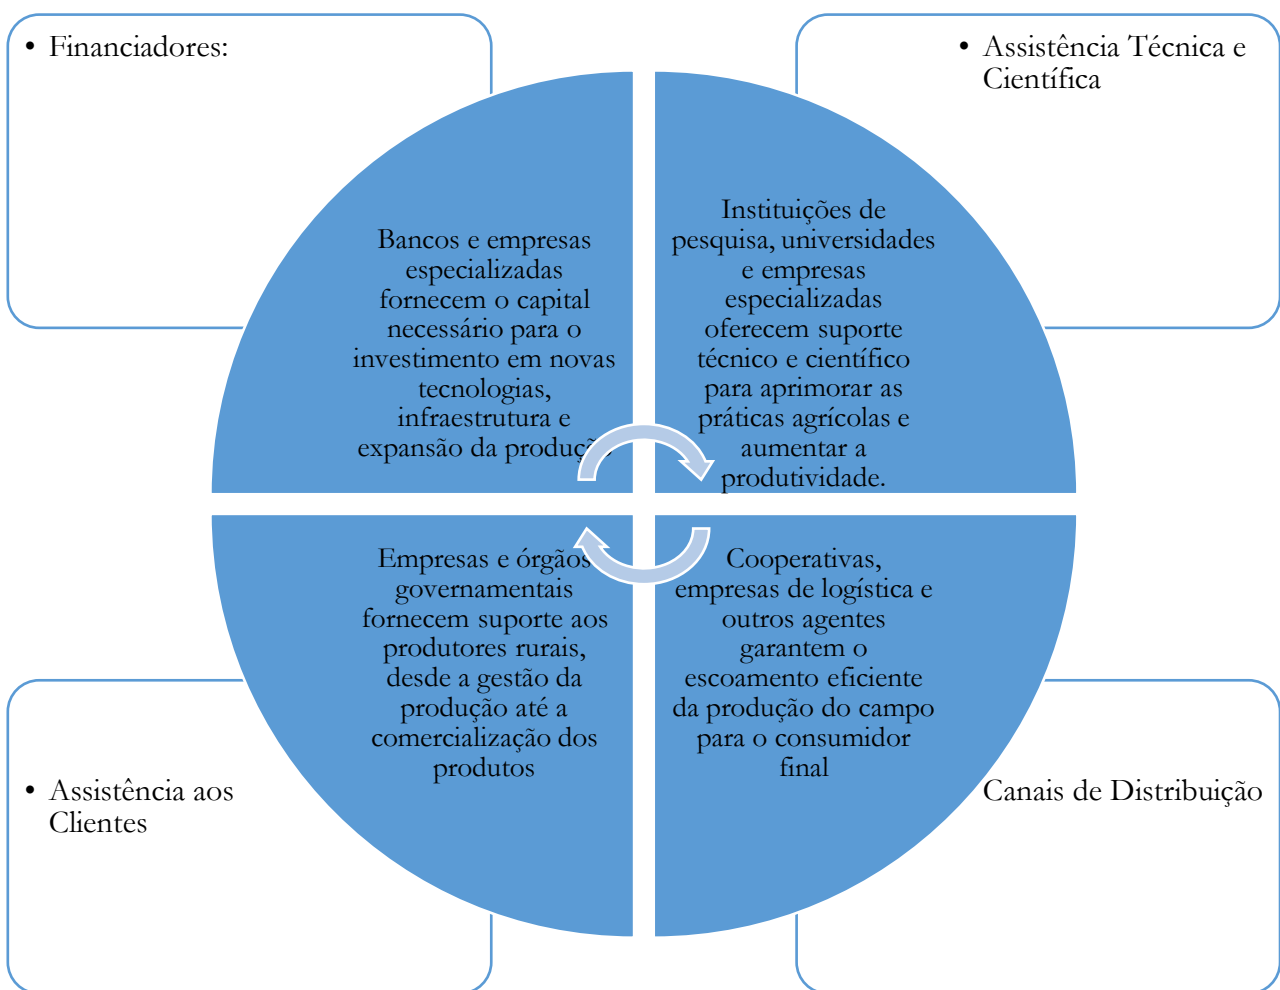 • Financiadores:
Bancos e empresas
especializadas
fornecem o capital
necessário para o
investimento em novas
tecnologias,
infraestrutura e
expansão da produção
• Assistência Técnica e
Científica
Instituições de
pesquisa, universidades
e empresas
especializadas
oferecem suporte
técnico e científico
para aprimorar as
práticas agrícolas e
aumentar a
produtividade.
Empresas e órgãos
governamentais
fornecem suporte aos
produtores rurais,
desde a gestão da
produção até a
comercialização dos
produtos
• Assistência aos
Clientes
Cooperativas,
empresas de logística e
outros agentes
garantem o
escoamento eficiente
da produção do campo
para o consumidor
final
Canais de Distribuição